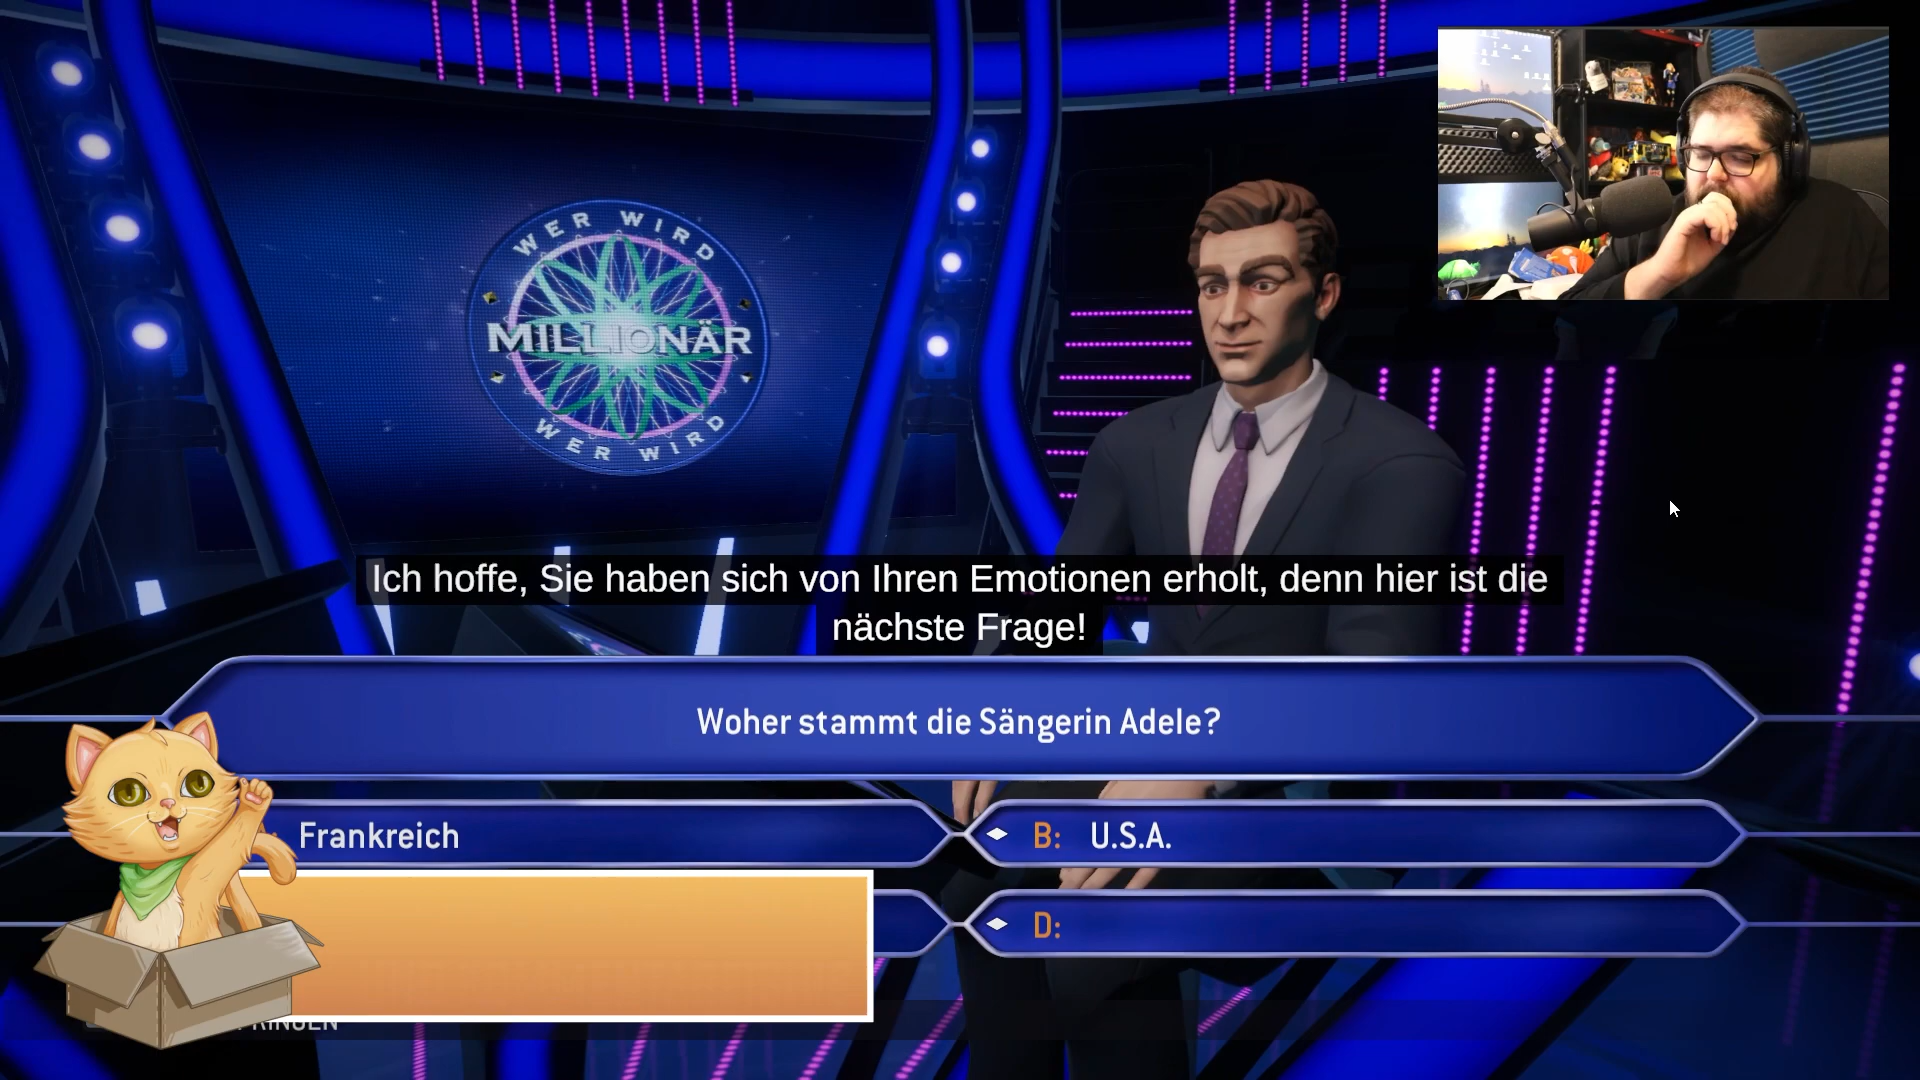 WER WIRD
MILLIONÄR
WER WIRD
Ich hoffe, Sie haben sich von Ihren Emotionen erholt, denn hier ist die
nächste Frage!
Woher stammt die Sängerin Adele?
Frankreich
B: U.S.A.
D: